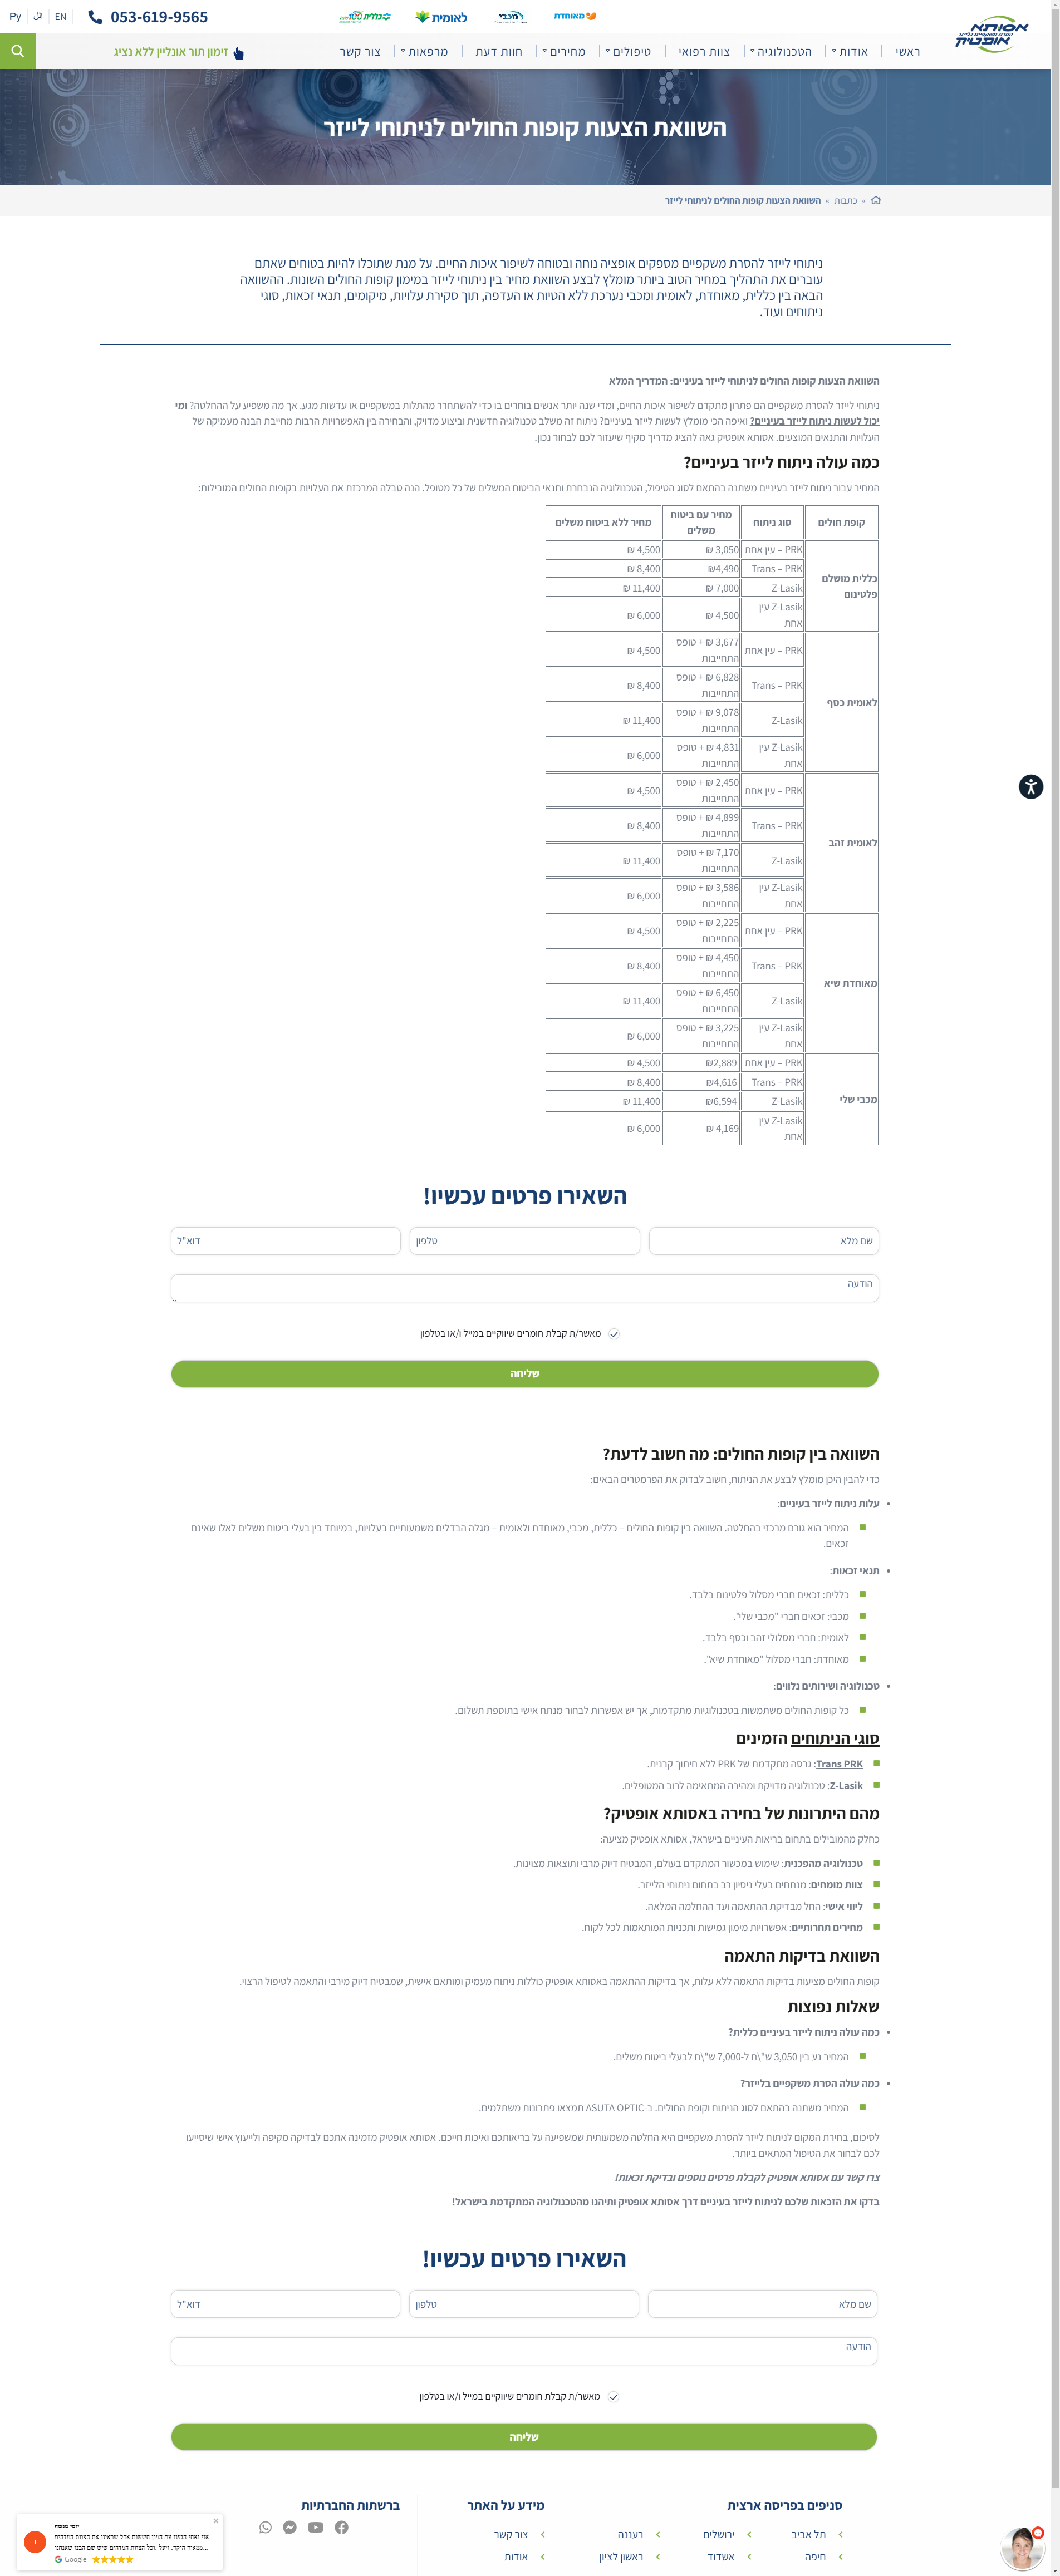 053-619-9565
EN
Ру
מאוחדת
מכבי
לאומית
כללית
אסותא
אופטיק
ראשי
אודות
הטכנולוגיה
צוות רפואי
טיפולים
מחירים
חוות דעת
מרפאות
צור קשר
זימון תור אונליין ללא נציג
השוואת הצעות קופות החולים לניתוחי לייזר
» כתבות » השוואת הצעות קופות החולים לניתוחי לייזר
ניתוחי לייזר להסרת משקפיים מספקים אופציה נוחה ובטוחה לשיפור איכות החיים. על מנת שתוכלו להיות בטוחים שאתם
עוברים את התהליך במחיר הטוב ביותר מומלץ לבצע השוואת מחיר בין ניתוחי לייזר במימון קופות החולים השונות. ההשוואה
הבאה בין כללית, מאוחדת, לאומית ומכבי נערכת ללא הטיות או העדפה, תוך סקירת עלויות, מיקומים, תנאי זכאות, סוגי
ניתוחים ועוד.
השוואת הצעות קופות החולים לניתוחי לייזר בעיניים: המדריך המלא
ניתוחי לייזר להסרת משקפיים הם פתרון מתקדם לשיפור איכות החיים, ומדי שנה יותר אנשים בוחרים בו כדי להשתחרר מהתלות במשקפיים או עדשות מגע. אך מה משפיע על ההחלטה? ומי
יכול לעשות ניתוח לייזר בעיניים? ואיפה הכי מומלץ לעשות לייזר בעיניים? ניתוח זה משלב טכנולוגיה חדשנית וביצוע מדויק, והבחירה בין האפשרויות הרבות מחייבת הבנה מעמיקה של
העלויות והתנאים המוצעים. אסותא אופטיק גאה להציג מדריך מקיף שיעזור לכם לבחור נכון.
כמה עולה ניתוח לייזר בעיניים?
המחיר עבור ניתוח לייזר בעיניים משתנה בהתאם לסוג הטיפול, הטכנולוגיה הנבחרת ותנאי הביטוח המשלים של כל מטופל. הנה טבלה המרכזת את העלויות בקופות החולים המובילות:
קופת חולים | סוג ניתוח | מחיר עם ביטוח משלים | מחיר ללא ביטוח משלים
כללית מושלם פלטינום | PRK – עין אחת | 3,050 ₪ | 4,500 ₪
Trans – PRK | 4,490₪ | 8,400 ₪
Z-Lasik | 7,000 ₪ | 11,400 ₪
Z-Lasik עין אחת | 4,500 ₪ | 6,000 ₪
לאומית כסף | PRK – עין אחת | 3,677 ₪ + טופס התחייבות | 4,500 ₪
Trans – PRK | 6,828 ₪ + טופס התחייבות | 8,400 ₪
Z-Lasik | 9,078 ₪ + טופס התחייבות | 11,400 ₪
Z-Lasik עין אחת | 4,831 ₪ + טופס התחייבות | 6,000 ₪
לאומית זהב | PRK – עין אחת | 2,450 ₪ + טופס התחייבות | 4,500 ₪
Trans – PRK | 4,899 ₪ + טופס התחייבות | 8,400 ₪
Z-Lasik | 7,170 ₪ + טופס התחייבות | 11,400 ₪
Z-Lasik עין אחת | 3,586 ₪ + טופס התחייבות | 6,000 ₪
מאוחדת שיא | PRK – עין אחת | 2,225 ₪ + טופס התחייבות | 4,500 ₪
Trans – PRK | 4,450 ₪ + טופס התחייבות | 8,400 ₪
Z-Lasik | 6,450 ₪ + טופס התחייבות | 11,400 ₪
Z-Lasik עין אחת | 3,225 ₪ + טופס התחייבות | 6,000 ₪
מכבי שלי | PRK – עין אחת | 2,889₪ | 4,500 ₪
Trans – PRK | 4,616₪ | 8,400 ₪
Z-Lasik | 6,594₪ | 11,400 ₪
Z-Lasik עין אחת | 4,169 ₪ | 6,000 ₪
השאירו פרטים עכשיו!
שם מלא
טלפון
דוא"ל
הודעה
מאשר/ת קבלת חומרים שיווקיים במייל ו/או בטלפון
שליחה
השוואה בין קופות החולים: מה חשוב לדעת?
כדי להבין היכן מומלץ לבצע את הניתוח, חשוב לבדוק את הפרמטרים הבאים:
עלות ניתוח לייזר בעיניים:
המחיר הוא גורם מרכזי בהחלטה. השוואה בין קופות החולים – כללית, מכבי, מאוחדת ולאומית – מגלה הבדלים משמעותיים בעלויות, במיוחד בין בעלי ביטוח משלים לאלו שאינם
זכאים.
תנאי זכאות:
כללית: זכאים חברי מסלול פלטינום בלבד.
מכבי: זכאים חברי "מכבי שלי".
לאומית: חברי מסלולי זהב וכסף בלבד.
מאוחדת: חברי מסלול "מאוחדת שיא".
טכנולוגיה ושירותים נלווים:
כל קופות החולים משתמשות בטכנולוגיות מתקדמות, אך יש אפשרות לבחור מנתח אישי בתוספת תשלום.
סוגי הניתוחים הזמינים
Trans PRK: גרסה מתקדמת של PRK ללא חיתוך קרנית.
Z-Lasik: טכנולוגיה מדויקת ומהירה המתאימה לרוב המטופלים.
מהם היתרונות של בחירה באסותא אופטיק?
כחלק מהמובילים בתחום בריאות העיניים בישראל, אסותא אופטיק מציעה:
טכנולוגיה מהפכנית: שימוש במכשור המתקדם בעולם, המבטיח דיוק מרבי ותוצאות מצוינות.
צוות מומחים: מנתחים בעלי ניסיון רב בתחום ניתוחי הלייזר.
ליווי אישי: החל מבדיקת ההתאמה ועד ההחלמה המלאה.
מחירים תחרותיים: אפשרויות מימון גמישות ותכניות המותאמות לכל לקוח.
השוואת בדיקות התאמה
קופות החולים מציעות בדיקות התאמה ללא עלות, אך בדיקות ההתאמה באסותא אופטיק כוללות ניתוח מעמיק ומותאם אישית, שמבטיח דיוק מירבי והתאמה לטיפול הרצוי.
שאלות נפוצות
כמה עולה ניתוח לייזר בעיניים כללית?
המחיר נע בין 3,050 ש"\ח ל-7,000 ש"\ח לבעלי ביטוח משלים.
כמה עולה הסרת משקפיים בלייזר?
המחיר משתנה בהתאם לסוג הניתוח וקופת החולים. ב-ASUTA OPTIC תמצאו פתרונות משתלמים.
לסיכום, בחירת המקום לניתוח לייזר להסרת משקפיים היא החלטה משמעותית שמשפיעה על בריאותכם ואיכות חייכם. אסותא אופטיק מזמינה אתכם לבדיקה מקיפה ולייעוץ אישי שיסייעו
לכם לבחור את הטיפול המתאים ביותר.
צרו קשר עם אסותא אופטיק לקבלת פרטים נוספים ובדיקת זכאות!
בדקו את הזכאות שלכם לניתוח לייזר בעיניים דרך אסותא אופטיק ותיהנו מהטכנולוגיה המתקדמת בישראל!
השאירו פרטים עכשיו!
שם מלא
טלפון
דוא"ל
הודעה
מאשר/ת קבלת חומרים שיווקיים במייל ו/או בטלפון
שליחה
סניפים בפריסה ארצית
תל אביב
ירושלים
רעננה
חיפה
אשדוד
ראשון לציון
מידע על האתר
צור קשר
אודות
ברשתות החברתיות
יוסי מנשה
אני ואחי הגענו עם המון חששות אבל שראינו את הצוות המדהים
Google